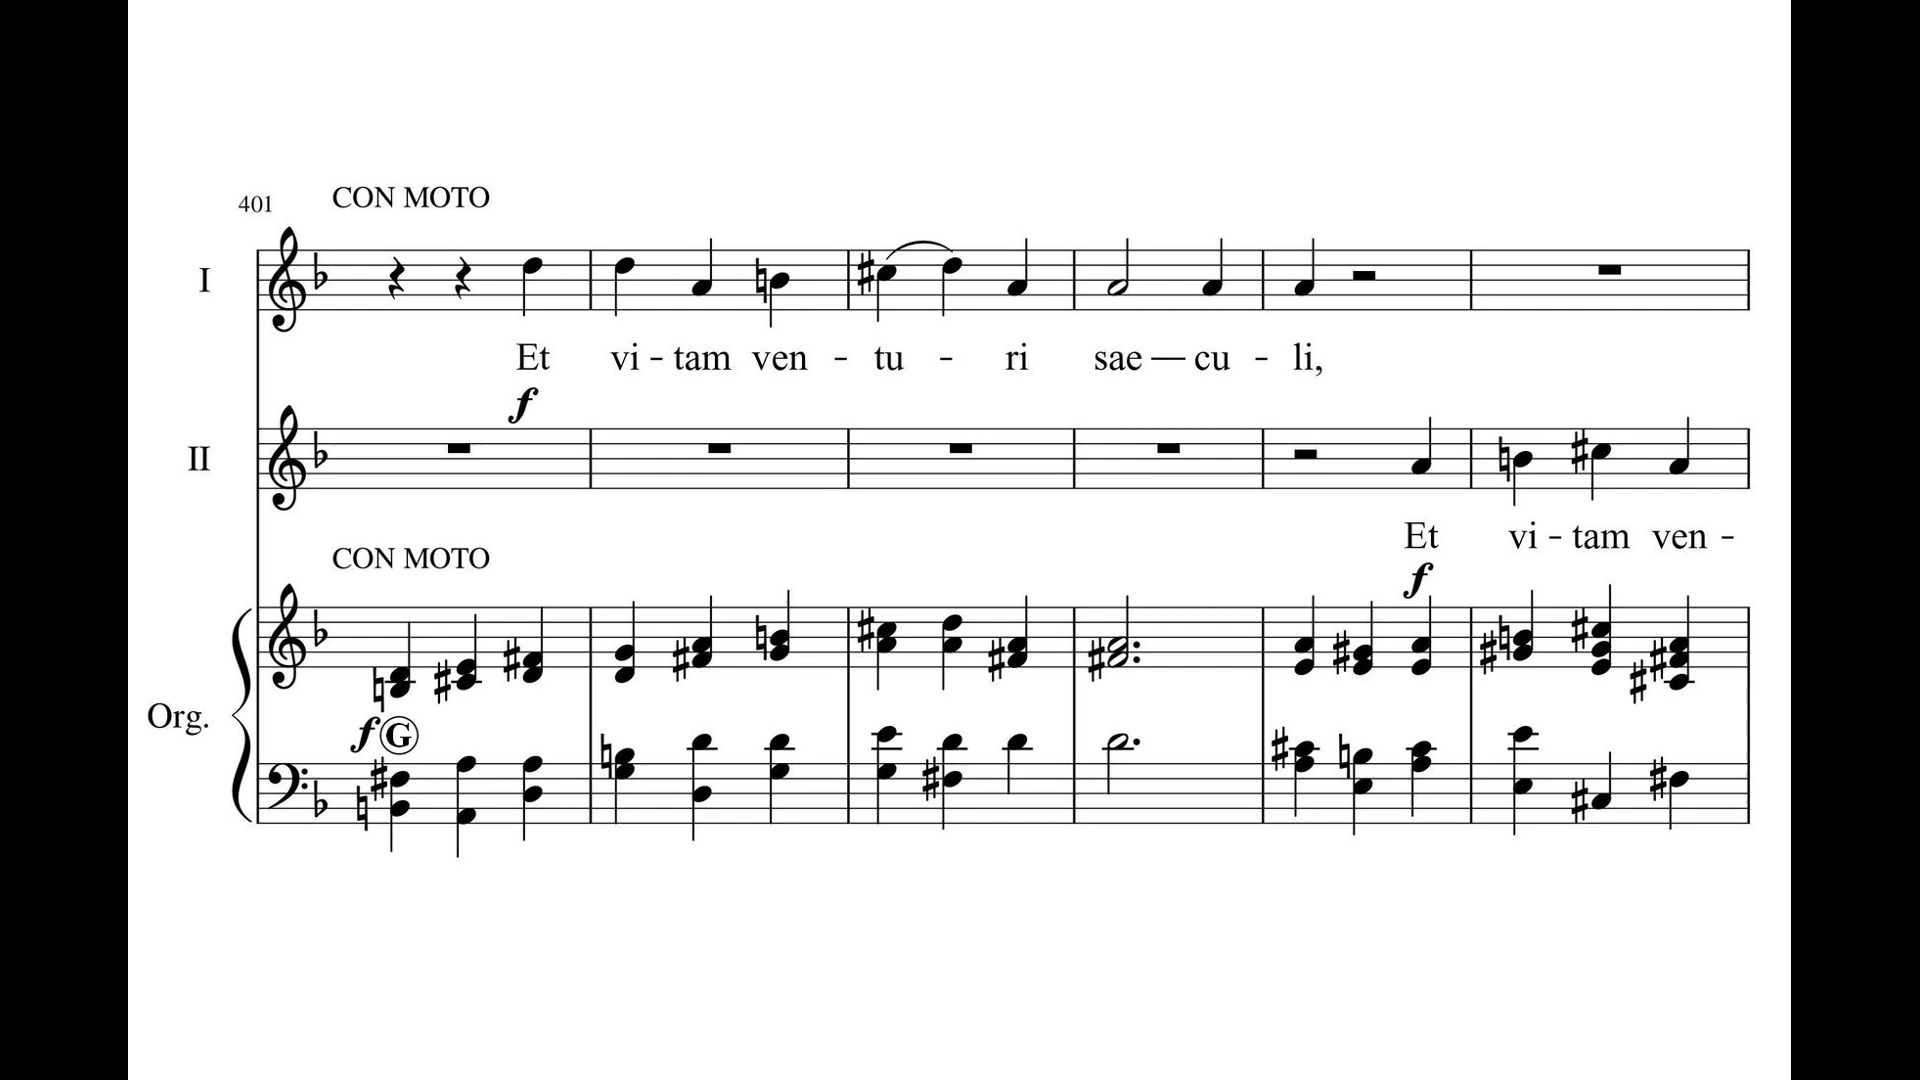 401 CON MOTO
I
Et vi - tam ven - tu - ri sae — cu - li,
f
II
Et vi - tam ven -
CON MOTO
f
Org.
f G